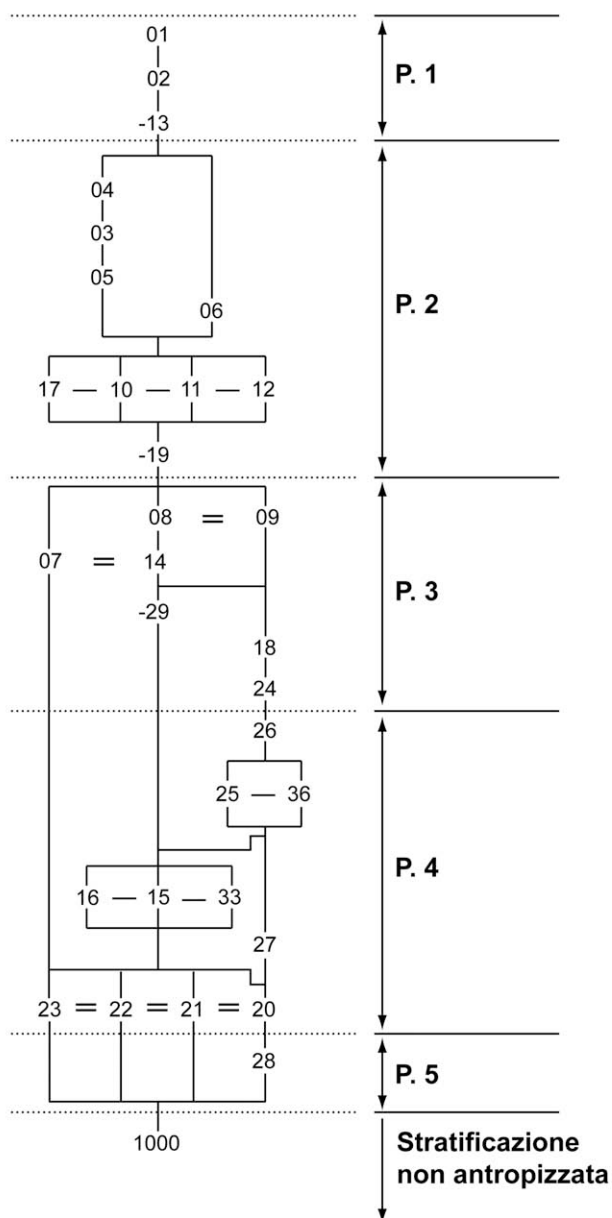 01
P. 1
02
-13
04
03
05
06
P. 2
17 — 10 — 11 — 12
-19
08 = 09
07 = 14
P. 3
-29
18
24
26
25 — 36
P. 4
16 — 15 — 33
27
23 = 22 = 21 = 20
28
P. 5
1000
Stratificazione
non antropizzata